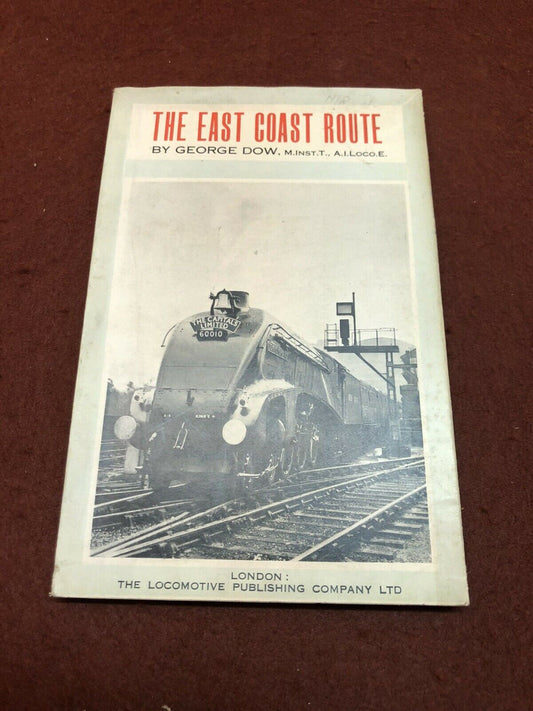 THE EAST COAST ROUTE
BY GEORGE DOW, M.INST.T., A.I.LOCO.E.
THE CAPITALS
LIMITED
60010
LONDON:
THE LOCOMOTIVE PUBLISHING COMPANY LTD